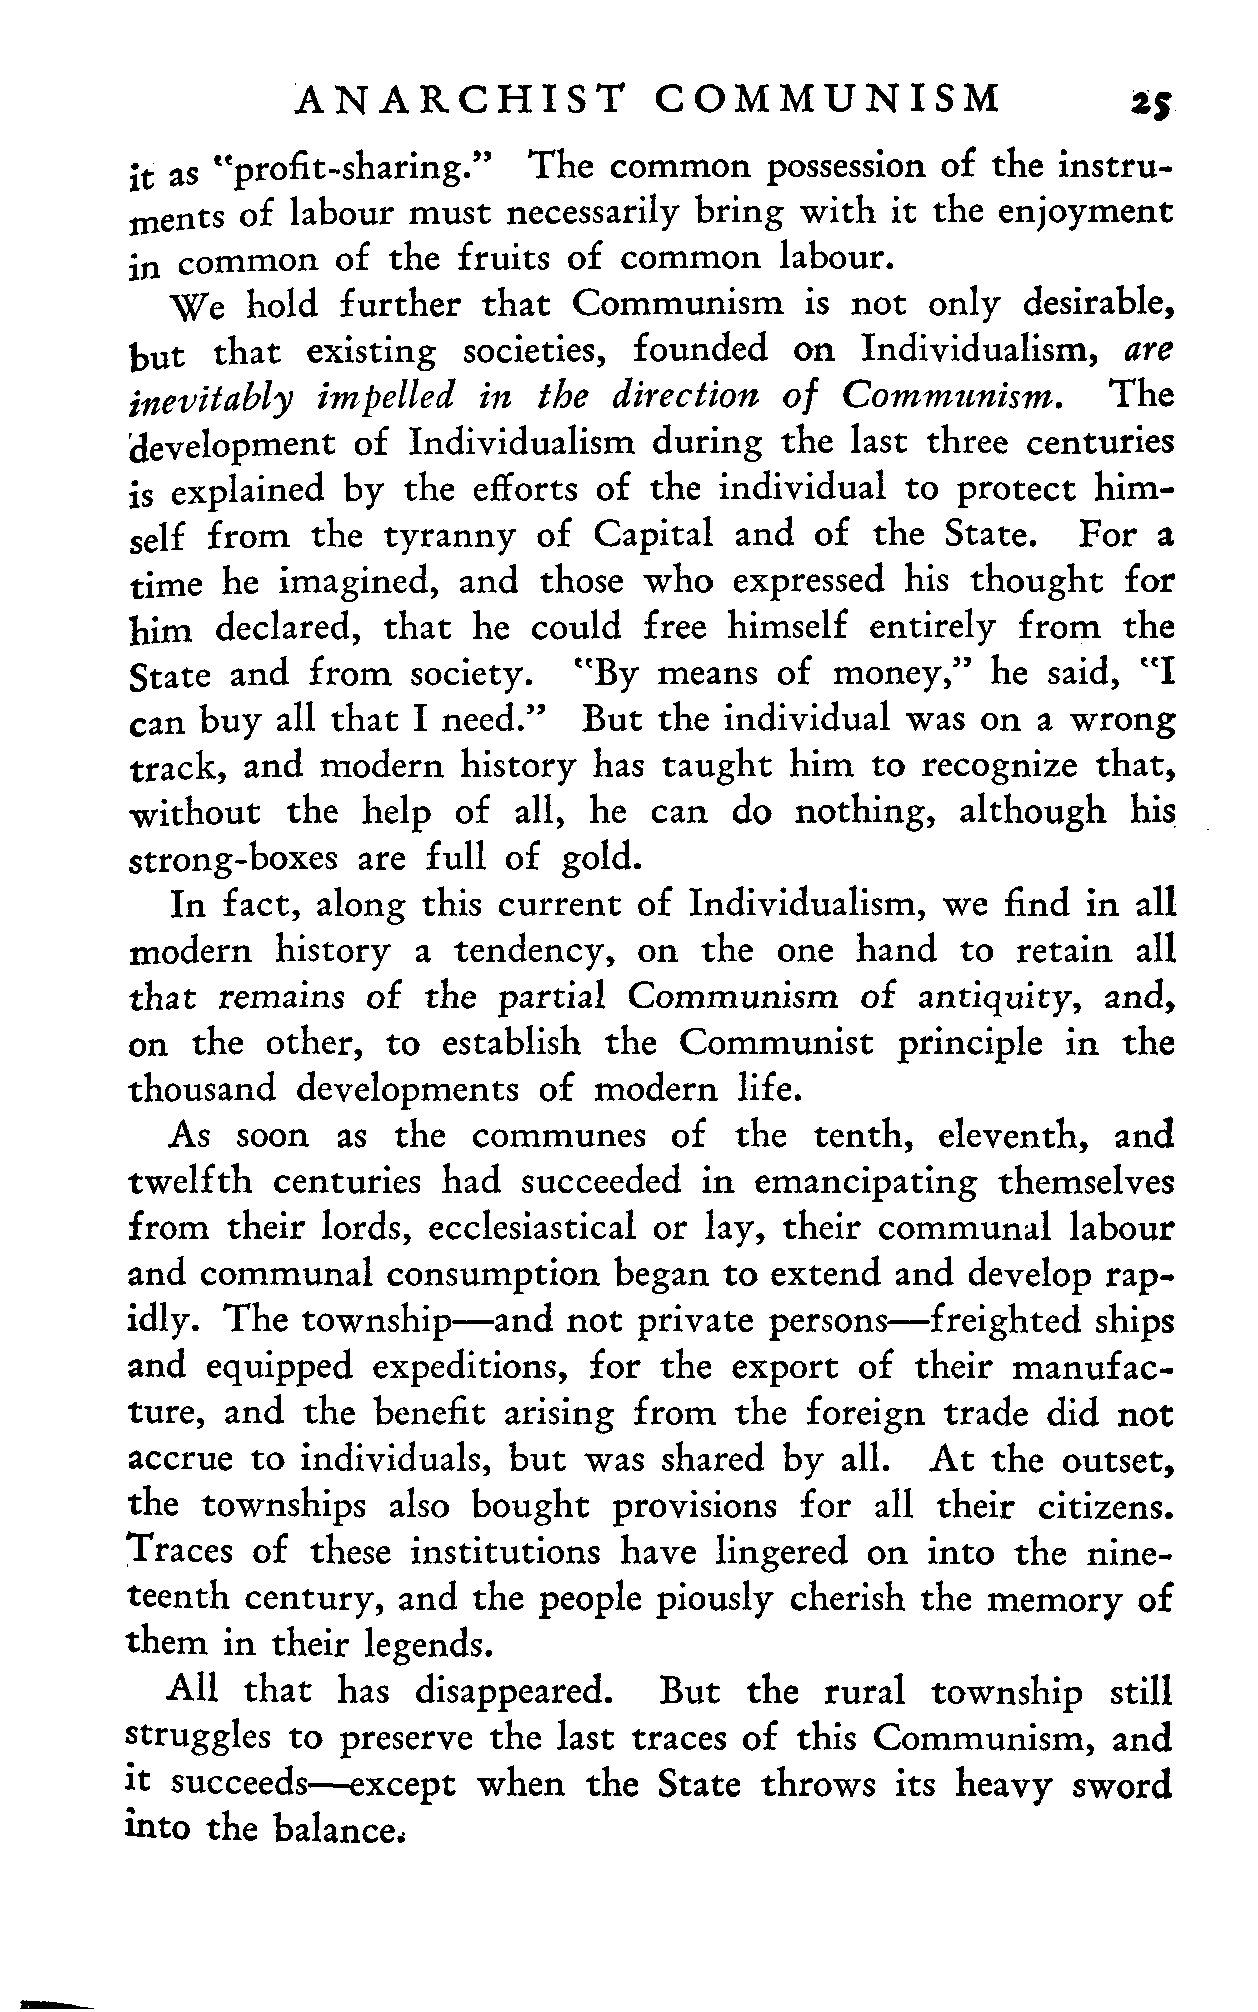 ANARCHIST COMMUNISM 25
it as "profit-sharing." The common possession of the instru-
ments of labour must necessarily bring with it the enjoyment
in common of the fruits of common labour.
We hold further that Communism is not only desirable,
but that existing societies, founded on Individualism, are
inevitably impelled in the direction of Communism. The
development of Individualism during the last three centuries
is explained by the efforts of the individual to protect him-
self from the tyranny of Capital and of the State. For a
time he imagined, and those who expressed his thought for
him declared, that he could free himself entirely from the
State and from society. "By means of money," he said, "I
can buy all that I need." But the individual was on a wrong
track, and modern history has taught him to recognize that,
without the help of all, he can do nothing, although his
strong-boxes are full of gold.
In fact, along this current of Individualism, we find in all
modern history a tendency, on the one hand to retain all
that remains of the partial Communism of antiquity, and,
on the other, to establish the Communist principle in the
thousand developments of modern life.
As soon as the communes of the tenth, eleventh, and
twelfth centuries had succeeded in emancipating themselves
from their lords, ecclesiastical or lay, their communal labour
and communal consumption began to extend and develop rap-
idly. The township—and not private persons—freighted ships
and equipped expeditions, for the export of their manufac-
ture, and the benefit arising from the foreign trade did not
accrue to individuals, but was shared by all. At the outset,
the townships also bought provisions for all their citizens.
Traces of these institutions have lingered on into the nine-
teenth century, and the people piously cherish the memory of
them in their legends.
All that has disappeared. But the rural township still
struggles to preserve the last traces of this Communism, and
it succeeds—except when the State throws its heavy sword
into the balance.